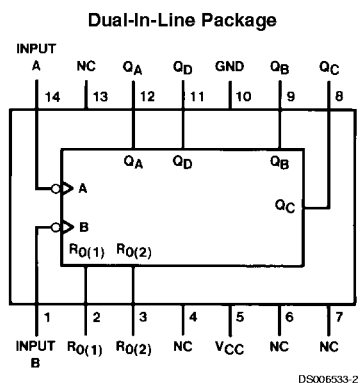 Dual-In-Line Package
INPUT
A NC QA QD GND QB QC
14 13 12 11 10 9 8
QA QD QB
A
QC
B
R0(1) R0(2)
1 2 3 4 5 6 7
INPUT R0(1) R0(2) NC VCC NC NC
B
DS006533-2